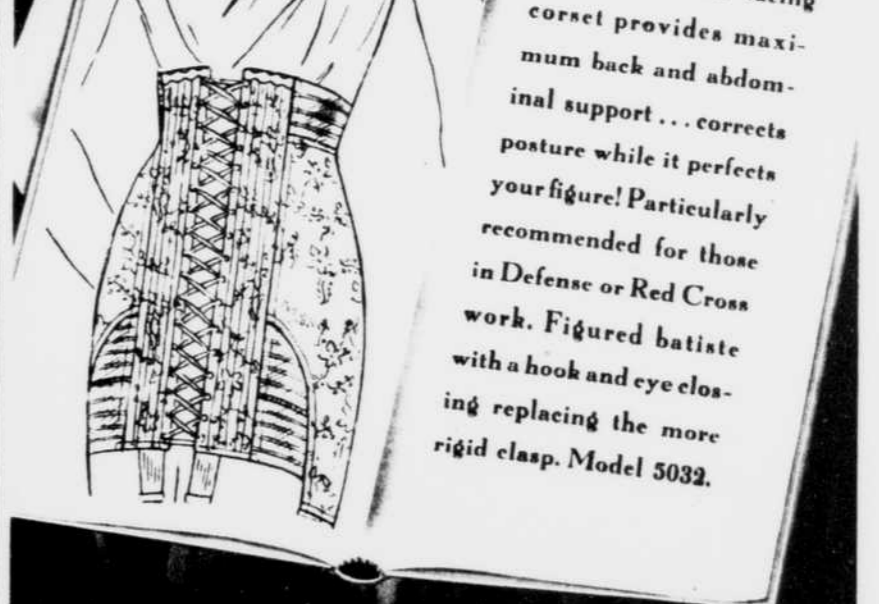 corset provides maxi-
mum back and abdom-
inal support ... corrects
posture while it perfects
your figure! Particularly
recommended for those
in Defense or Red Cross
work. Figured batiste
with a hook and eye clos-
ing replacing the more
rigid clasp. Model 5032.